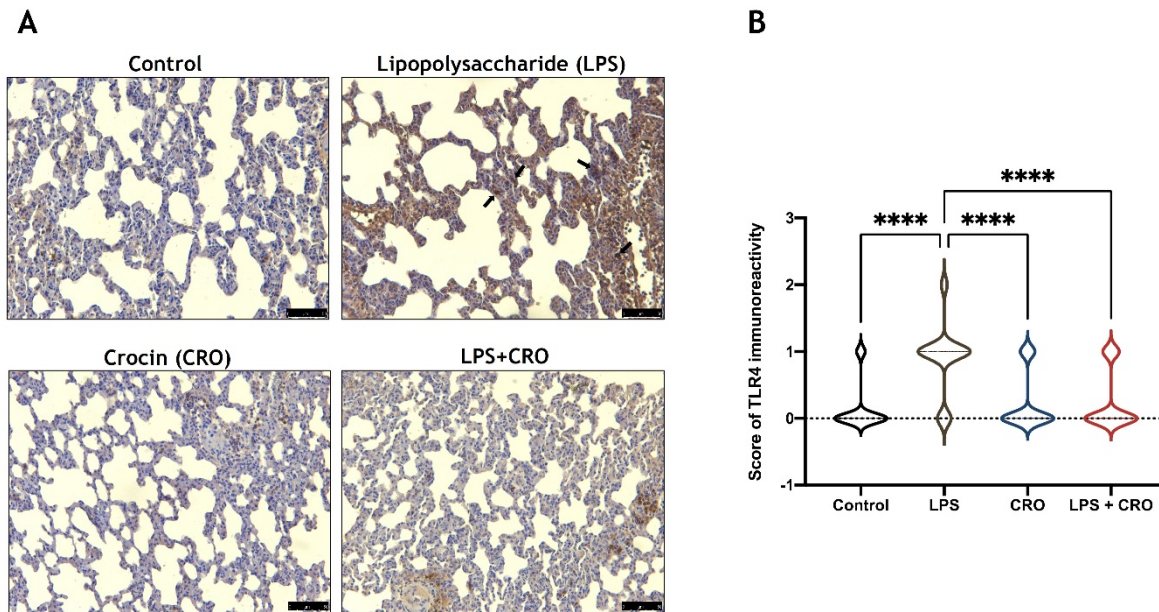 A
Control
Lipopolysaccharide (LPS)
Crocin (CRO)
LPS+CRO
B
Score of TLR4 immunoreactivity
****
****
****
3
2
1
0
-1
Control
LPS
CRO
LPS + CRO